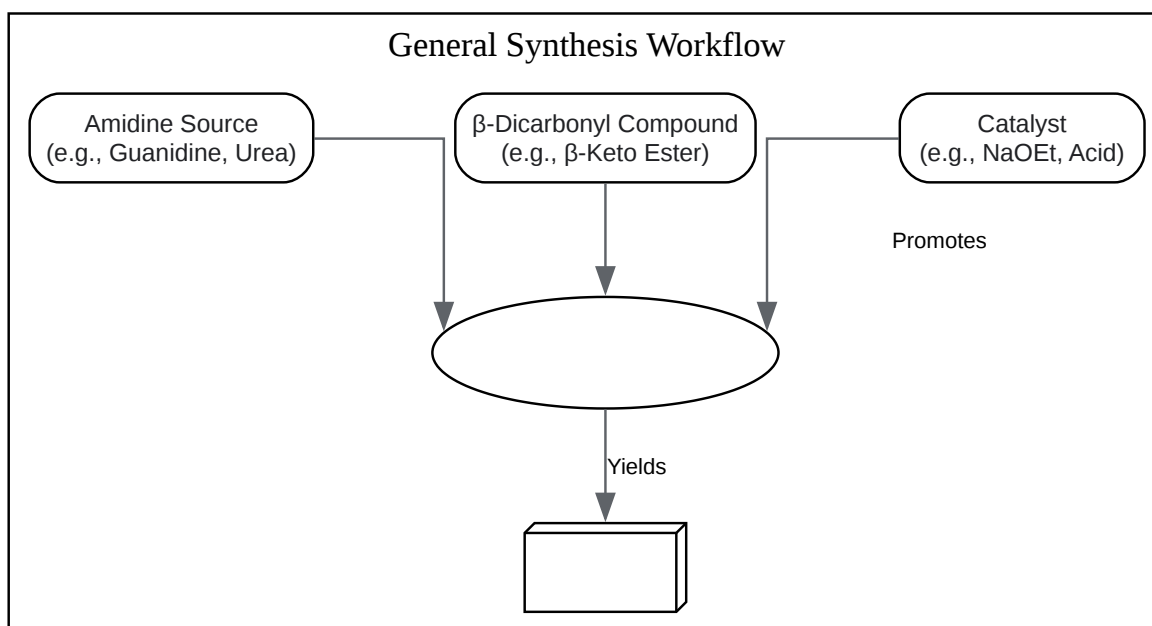 General Synthesis Workflow
Amidine Source
(e.g., Guanidine, Urea)
β-Dicarbonyl Compound
(e.g., β-Keto Ester)
Catalyst
(e.g., NaOEt, Acid)
Promotes
Yields